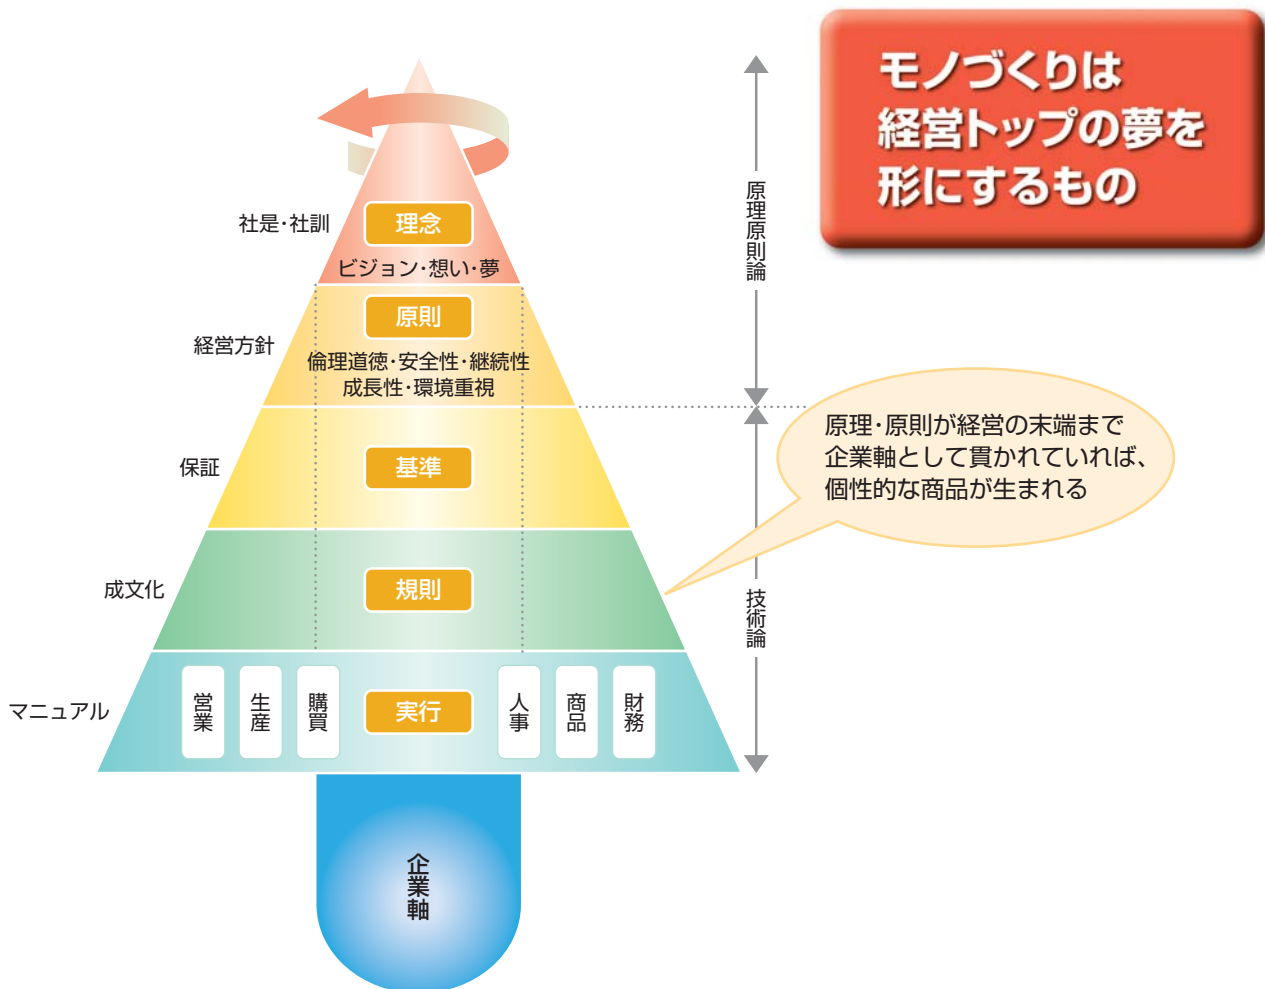 モノづくりは
経営トップの夢を
形にするもの
社是・社訓
理念
ビジョン・想い・夢
経営方針
原則
倫理道徳・安全性・継続性
成長性・環境重視
保証
基準
成文化
規則
マニュアル
営業
生産
購買
実行
人事
商品
財務
企業軸
原理原則論
技術論
原理・原則が経営の末端まで
企業軸として貫かれていれば、
個性的な商品が生まれる